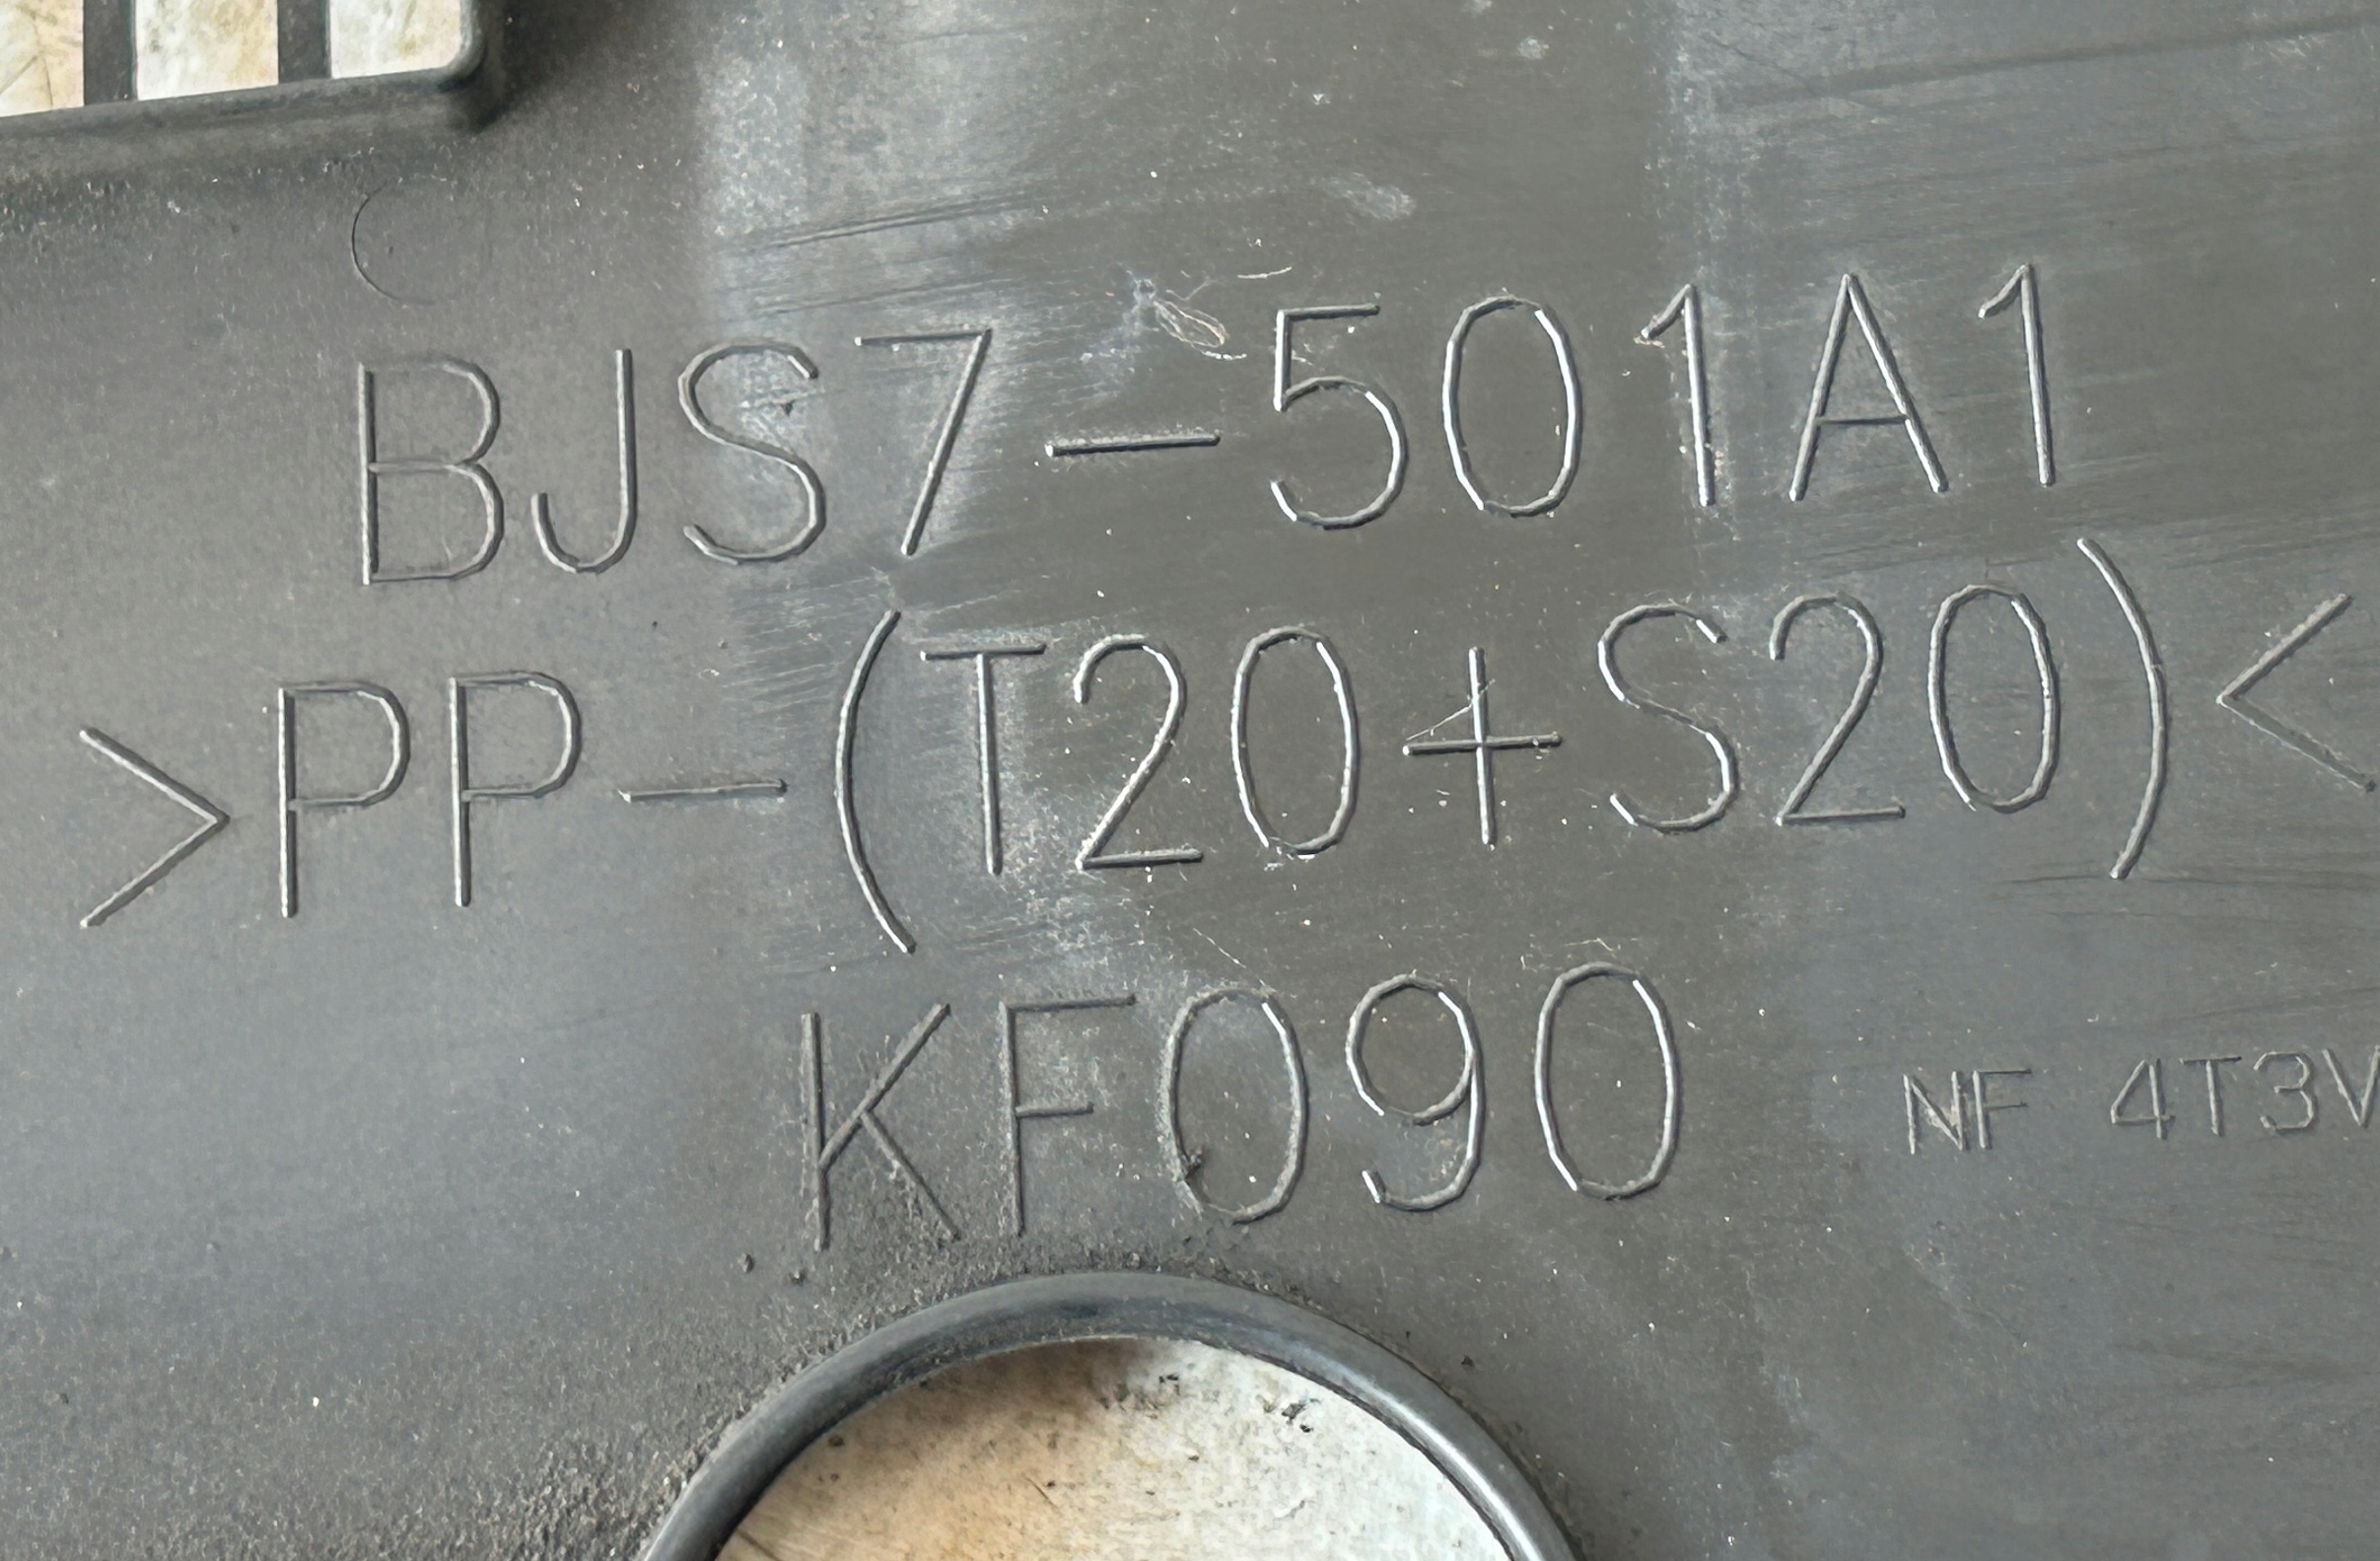 BJS7-501A1
>PP-(T20+S20)<
KF090
NF 4T3V